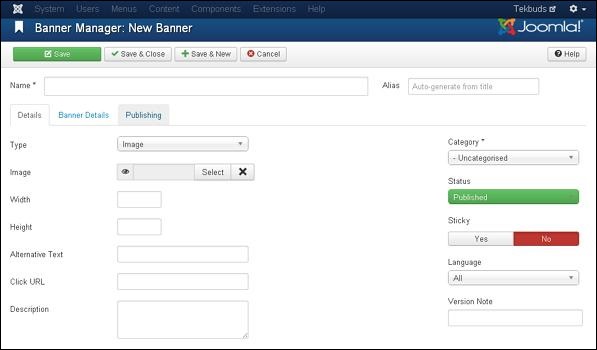 System Users Menus Content Components Extensions Help Tekbuds
Banner Manager: New Banner Joomla!
Save Save & Close Save & New Cancel Help
Name * Alias Auto-generate from title
Details Banner Details Publishing
Type Image
Category *
- Uncategorised
Image Select
Status
Published
Width
Height
Sticky
Yes No
Alternative Text
Language
All
Click URL
Description
Version Note